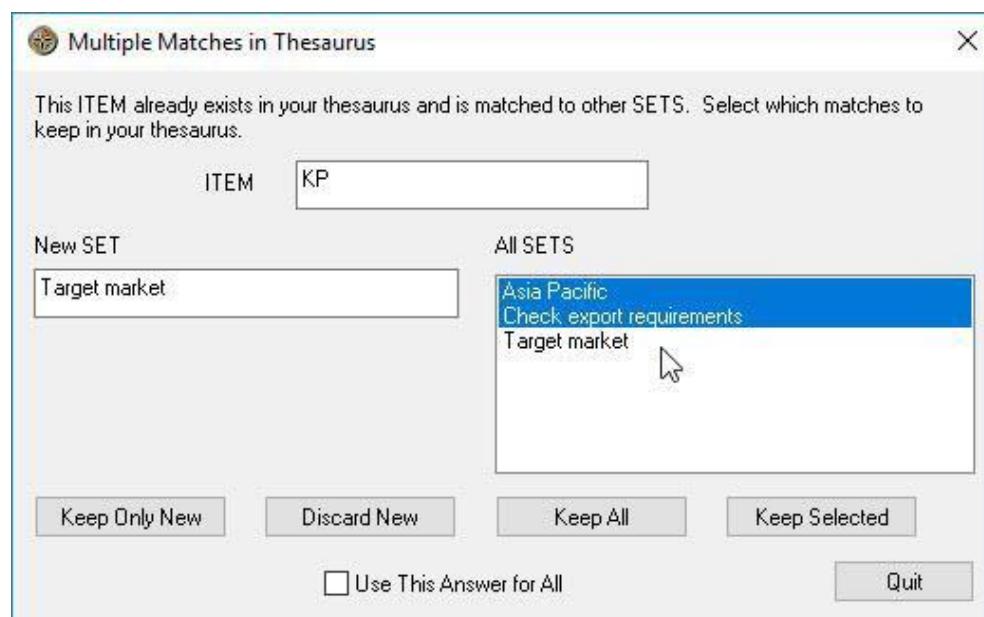 Multiple Matches in Thesaurus
This ITEM already exists in your thesaurus and is matched to other SETS. Select which matches to
keep in your thesaurus.
ITEM KP
New SET All SETS
Target market
Asia Pacific
Check export requirements
Target market
Keep Only New Discard New Keep All Keep Selected
Use This Answer for All Quit